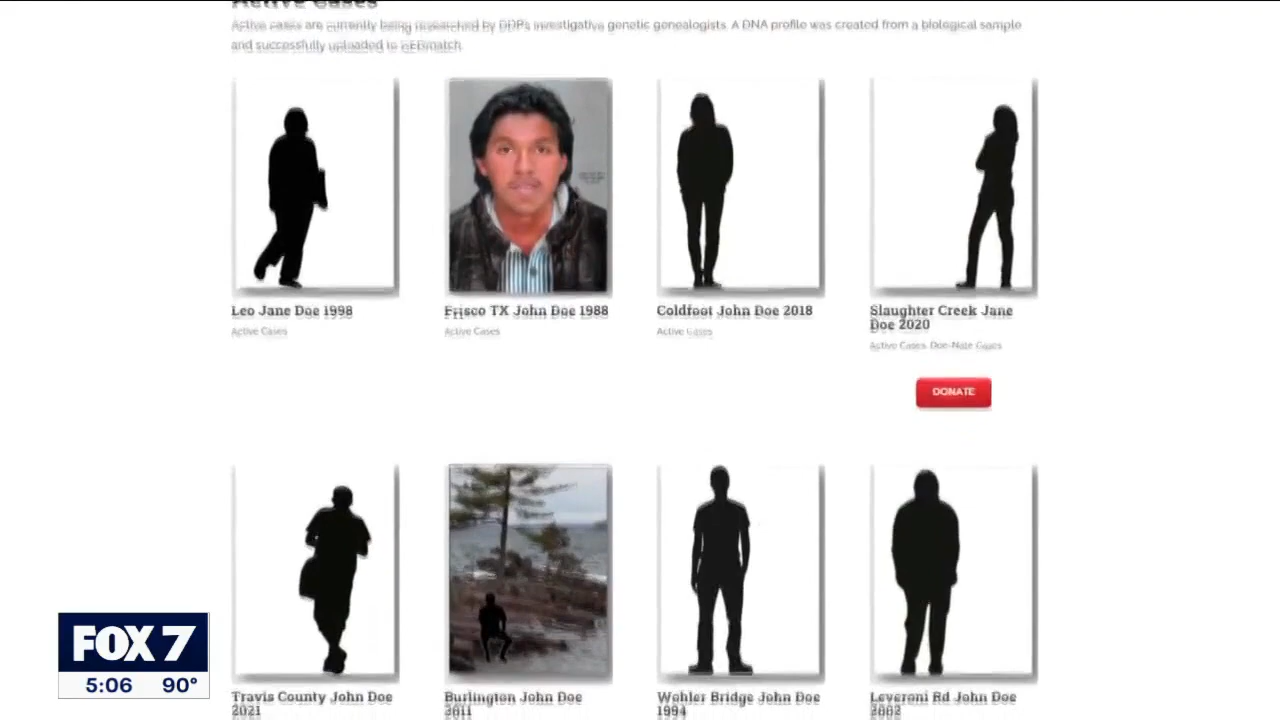 Active Cases
Active cases are currently being researched by DDP's investigative genetic genealogists. A DNA profile was created from a biological sample
and successfully uploaded to GEDmatch.
Leo Jane Doe 1998
Frisco TX John Doe 1988
Coldfoot John Doe 2018
Slaughter Creek Jane
Doe 2020
Active Cases
Active Cases
Active Cases
Active Cases, Doe-Nate Cases
DONATE
Travis County John Doe
2021
Burlington John Doe
2011
Wohler Bridge John Doe
1994
Leveroni Rd John Doe
2002
FOX 7
5:06 90°